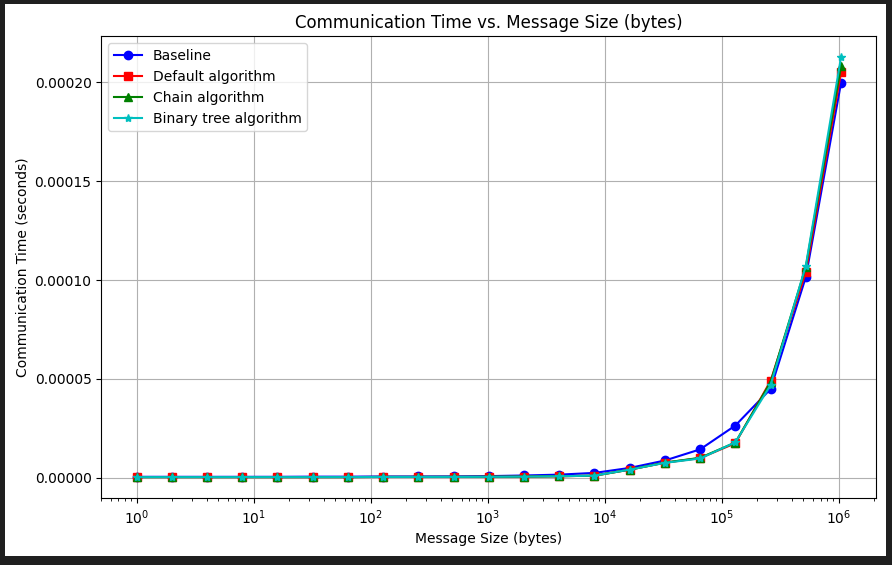 Communication Time vs. Message Size (bytes)
Baseline
Default algorithm
Chain algorithm
Binary tree algorithm
Communication Time (seconds)
0.00020
0.00015
0.00010
0.00005
0.00000
10⁰ 10¹ 10² 10³ 10⁴ 10⁵ 10⁶
Message Size (bytes)